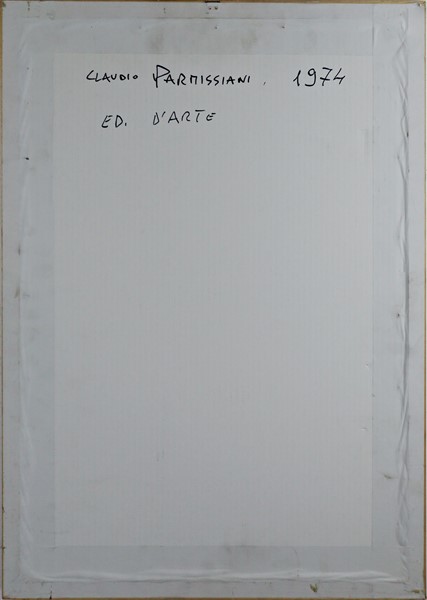 CLAUDIO PARMISSIANI. 1974
ED. D'ARTE